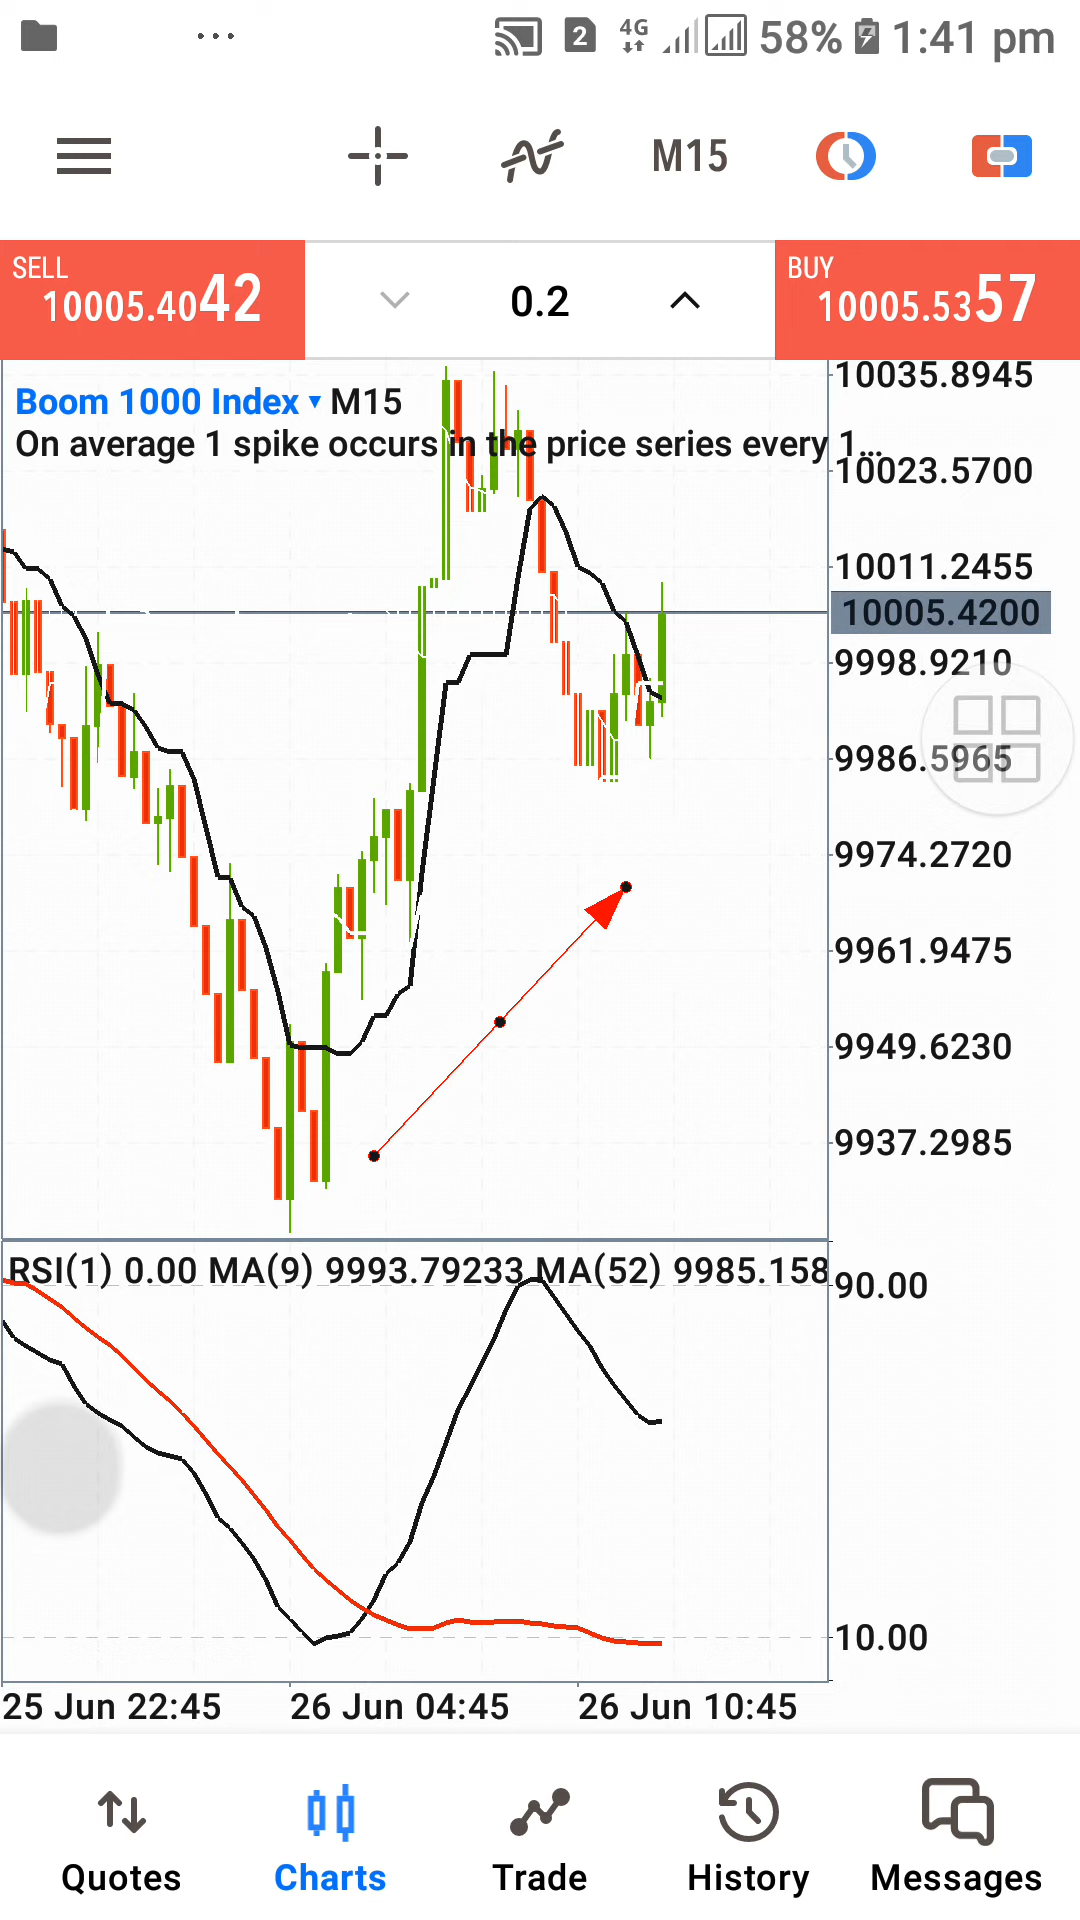 2 4G 58% 1:41 pm
M15
SELL
10005.4042
0.2
BUY
10005.5357
Boom 1000 Index ▾ M15
On average 1 spike occurs in the price series every 1...
10035.8945
10023.5700
10011.2455
10005.4200
9998.9210
9986.5965
9974.2720
9961.9475
9949.6230
9937.2985
RSI(1) 0.00 MA(9) 9993.79233 MA(52) 9985.158
90.00
10.00
25 Jun 22:45 26 Jun 04:45 26 Jun 10:45
Quotes Charts Trade History Messages